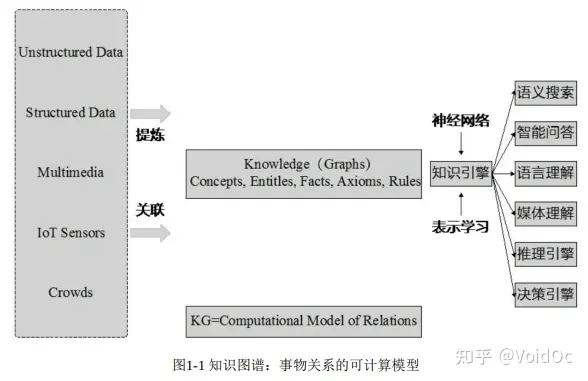 Unstructured Data
Structured Data
Multimedia
IoT Sensors
Crowds
提炼
关联
Knowledge（Graphs）
Concepts, Entitles, Facts, Axioms, Rules
KG=Computational Model of Relations
神经网络
知识引擎
表示学习
语义搜索
智能问答
语言理解
媒体理解
推理引擎
决策引擎
图1-1 知识图谱：事物关系的可计算模型
知乎 @VoidOc